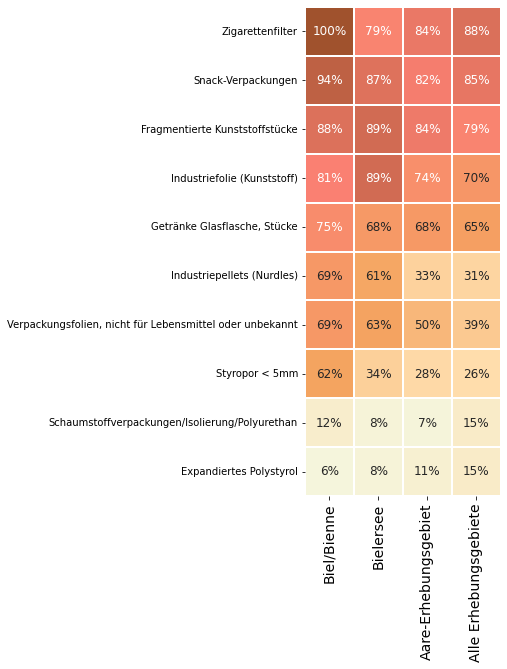 Zigarettenfilter 100% 79% 84% 88%
Snack-Verpackungen 94% 87% 82% 85%
Fragmentierte Kunststoffstücke 88% 89% 84% 79%
Industriefolie (Kunststoff) 81% 89% 74% 70%
Getränke Glasflasche, Stücke 75% 68% 68% 65%
Industriepellets (Nurdles) 69% 61% 33% 31%
Verpackungsfolien, nicht für Lebensmittel oder unbekannt 69% 63% 50% 39%
Styropor < 5mm 62% 34% 28% 26%
Schaumstoffverpackungen/Isolierung/Polyurethan 12% 8% 7% 15%
Expandiertes Polystyrol 6% 8% 11% 15%
Biel/Bienne
Bielersee
Aare-Erhebungsgebiet
Alle Erhebungsgebiete